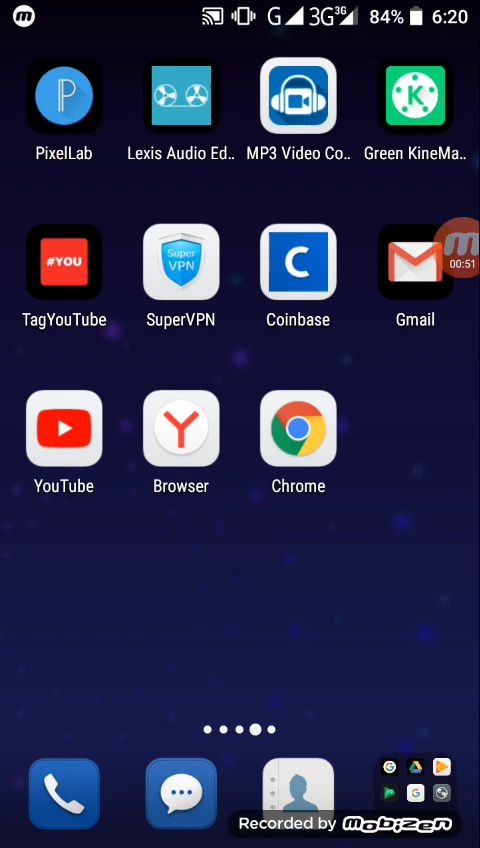 m G 3G 3G 84% 6:20
P K
PixelLab Lexis Audio Ed.. MP3 Video Co.. Green KineMa..
#YOU Super VPN C M m 00:51
TagYouTube SuperVPN Coinbase Gmail
Y
YouTube Browser Chrome
Recorded by mobizen